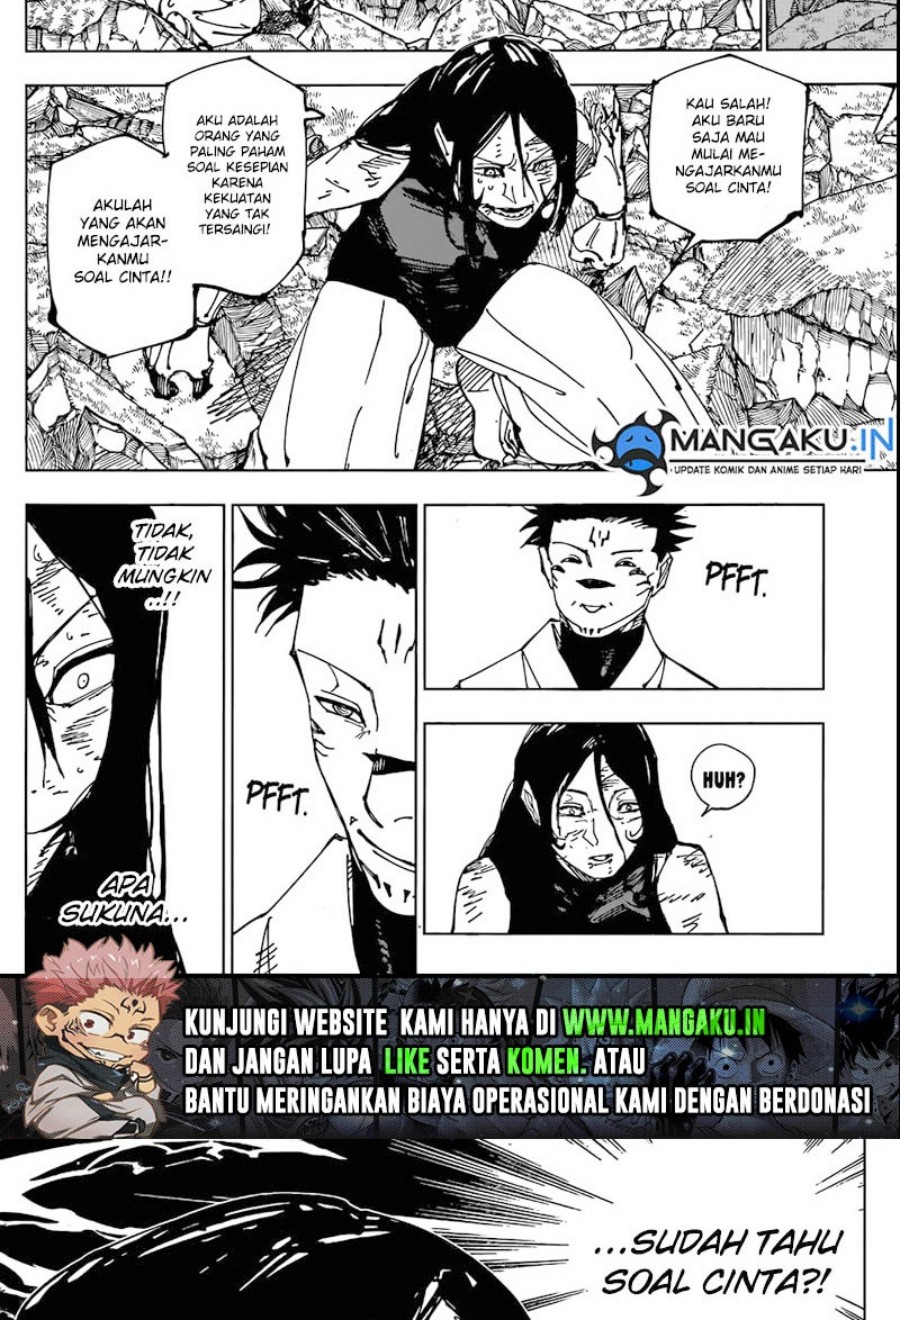 KAU SALAH!
AKU BARU
SAJA MAU
MULAI ME-
NGAJARKANMU
SOAL CINTA!
AKU ADALAH
ORANG YANG
PALING PAHAM
SOAL KESEPIAN
KARENA
KEKUATAN
YANG TAK
TERSAINGI!
AKULAH
YANG AKAN
MENGAJAR-
KANMU
SOAL CINTA!!
MANGAKU.IN
UPDATE KOMIK DAN ANIME SETIAP HARI
PFFT.
HUH?
PFFT.
TIDAK,
TIDAK
MUNGKIN
..!!
APA
SUKUNA...
KUNJUNGI WEBSITE KAMI HANYA DI WWW.MANGAKU.IN
DAN JANGAN LUPA LIKE SERTA KOMEN. ATAU
BANTU MERINGANKAN BIAYA OPERASIONAL KAMI DENGAN BERDONASI
...SUDAH TAHU
SOAL CINTA?!